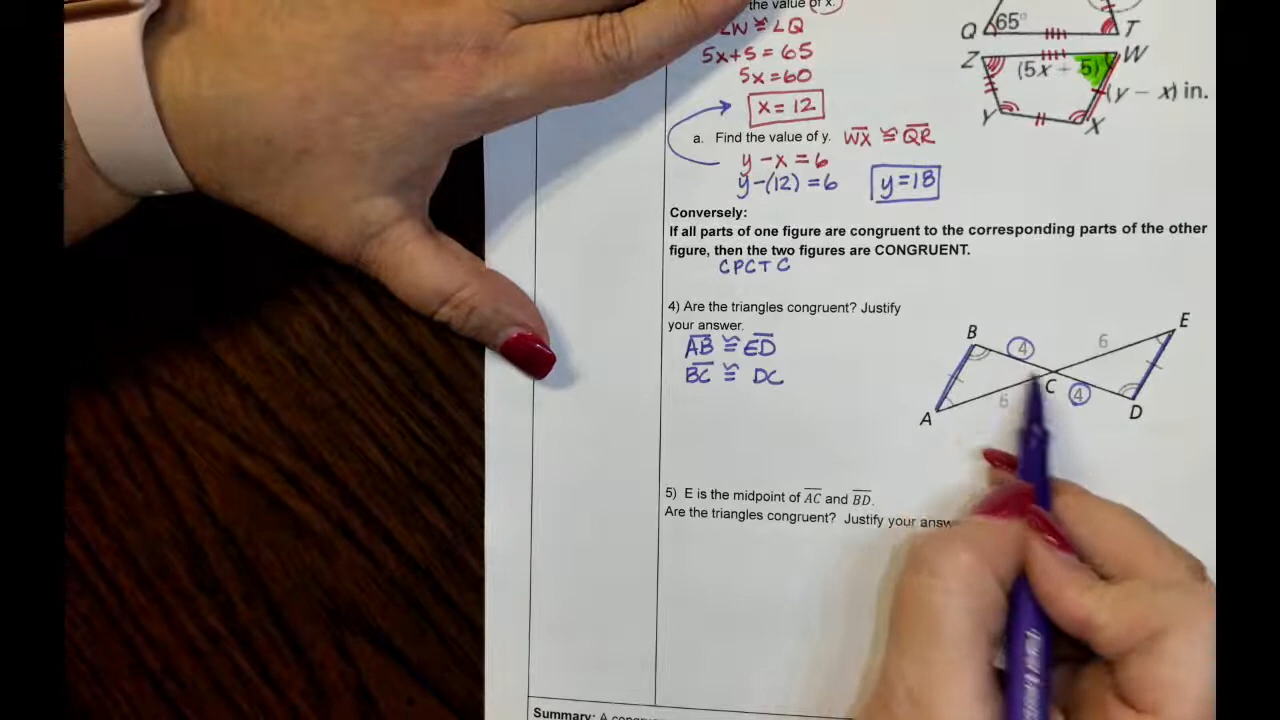 the value of x.
∠W ≅ ∠Q
5x+5 = 65
5x = 60
x = 12
a. Find the value of y. WX ≅ QR
y - x = 6
y-(12) = 6 y=18
Q 65° T
Z (5x + 5) W
(y − x) in.
Y X
Conversely:
If all parts of one figure are congruent to the corresponding parts of the other
figure, then the two figures are CONGRUENT.
CPCTC
4) Are the triangles congruent? Justify
your answer.
AB ≅ ED
BC ≅ DC
B 4 6 E
A 6 C 4 D
5) E is the midpoint of AC and BD.
Are the triangles congruent? Justify your answ
Summary: A